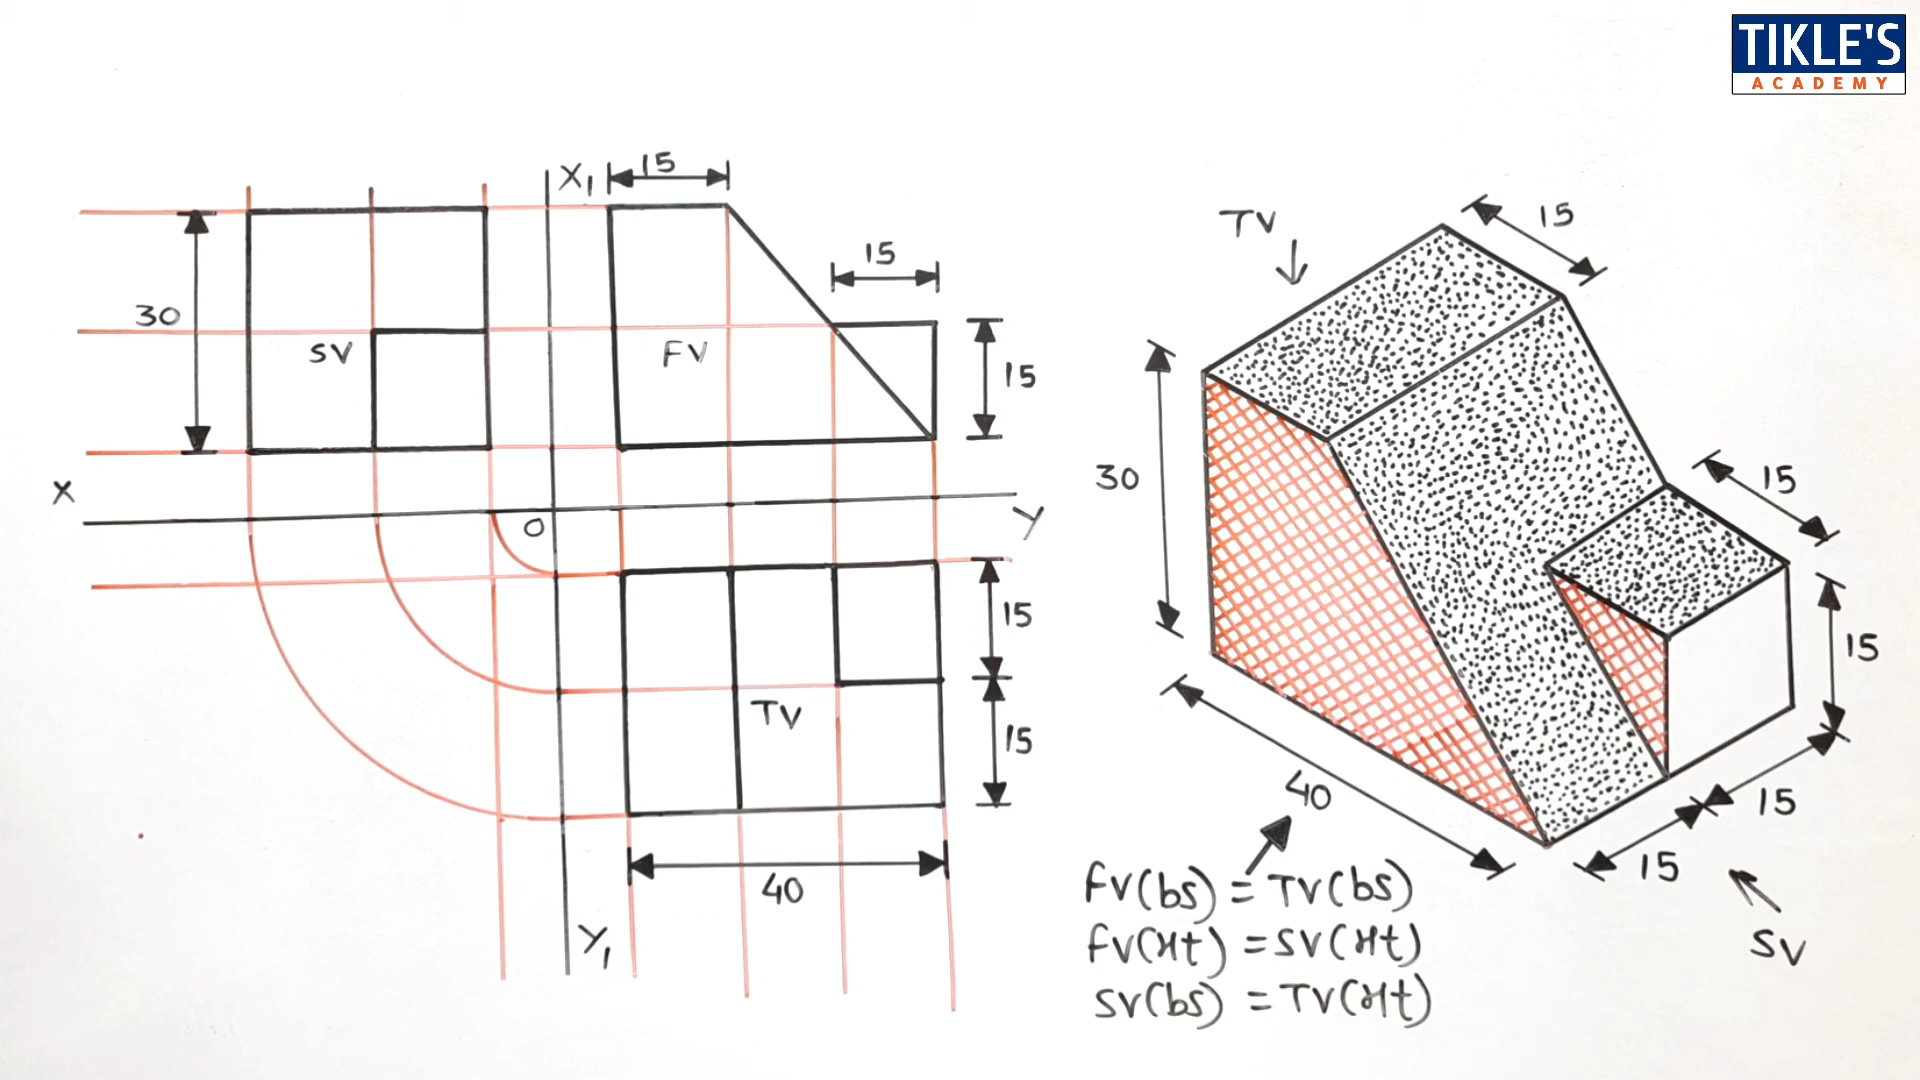 TIKLE'S
ACADEMY
X₁
15
15
30
SV
FV
15
X
O
Y
15
TV
15
40
Y₁
TV
15
30
15
15
40
15
15
SV
FV(bs) = TV(bs)
FV(Ht) = SV(Ht)
SV(bs) = TV(Ht)